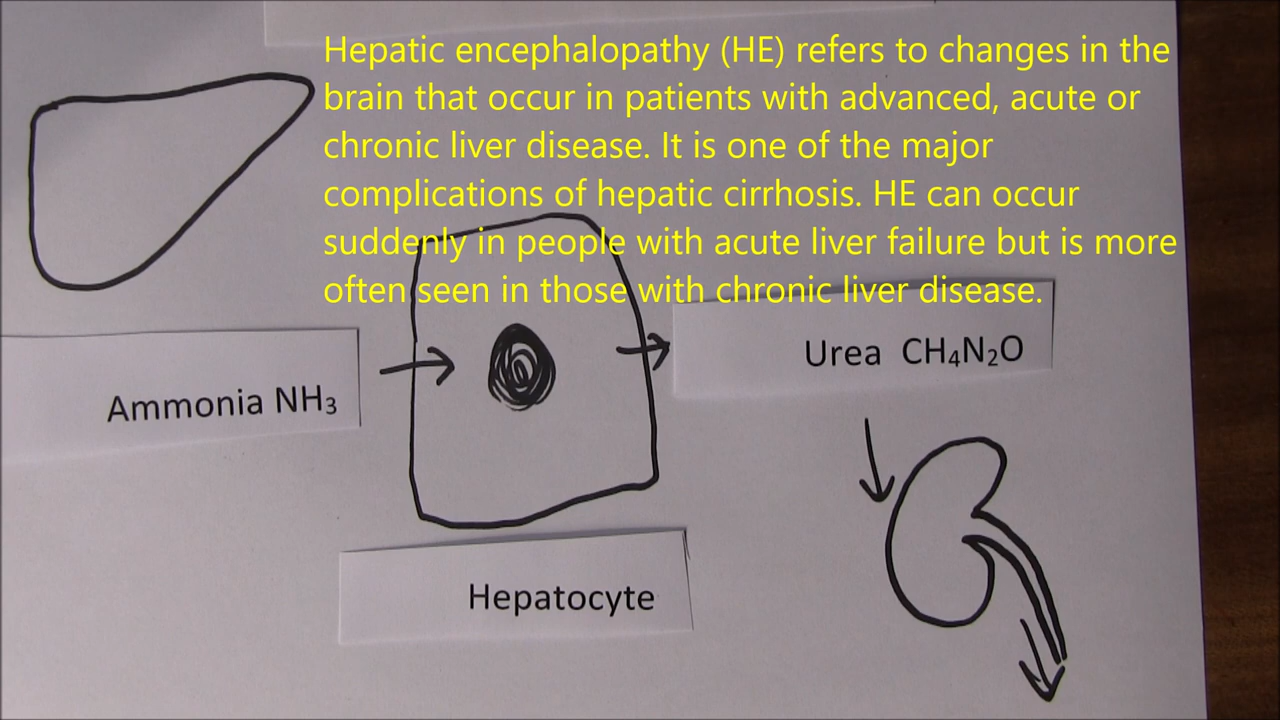 Hepatic encephalopathy (HE) refers to changes in the
brain that occur in patients with advanced, acute or
chronic liver disease. It is one of the major
complications of hepatic cirrhosis. HE can occur
suddenly in people with acute liver failure but is more
often seen in those with chronic liver disease.
Ammonia NH₃
Urea CH₄N₂O
Hepatocyte